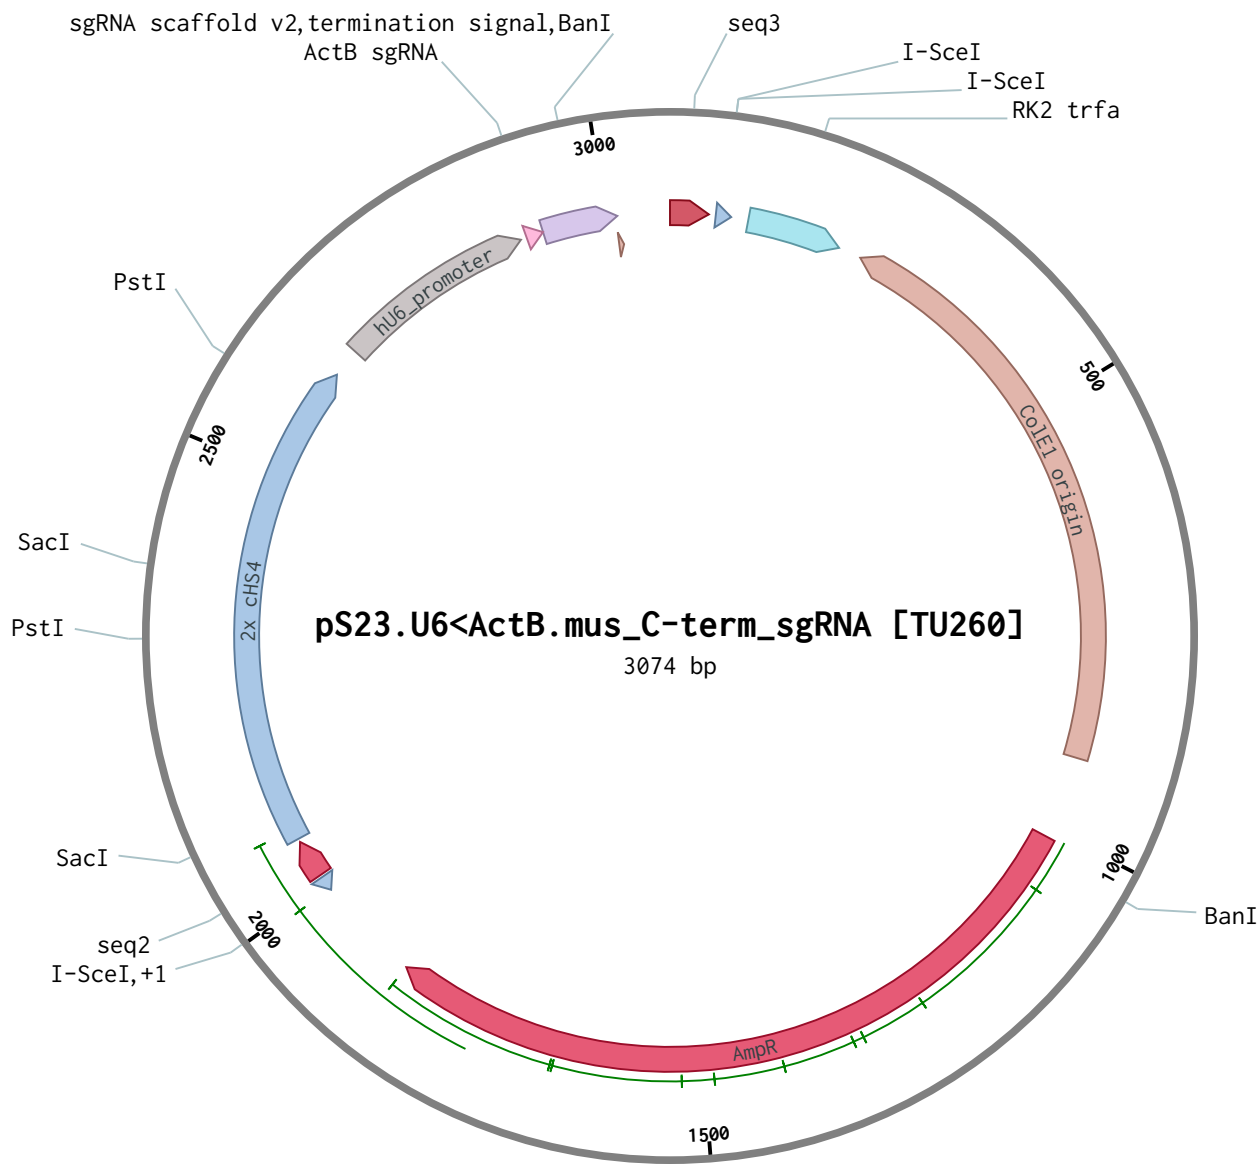 sgRNA scaffold v2,termination signal,BanI
ActB sgRNA
seq3
I-SceI
I-SceI
RK2 trfa
3000
hU6_promoter
PstI
500
ColE1 origin
2500
SacI
2x cHS4
PstI
pS23.U6<ActB.mus_C-term_sgRNA [TU260]
3074 bp
SacI
1000
BanI
2000
seq2
I-SceI,+1
AmpR
1500